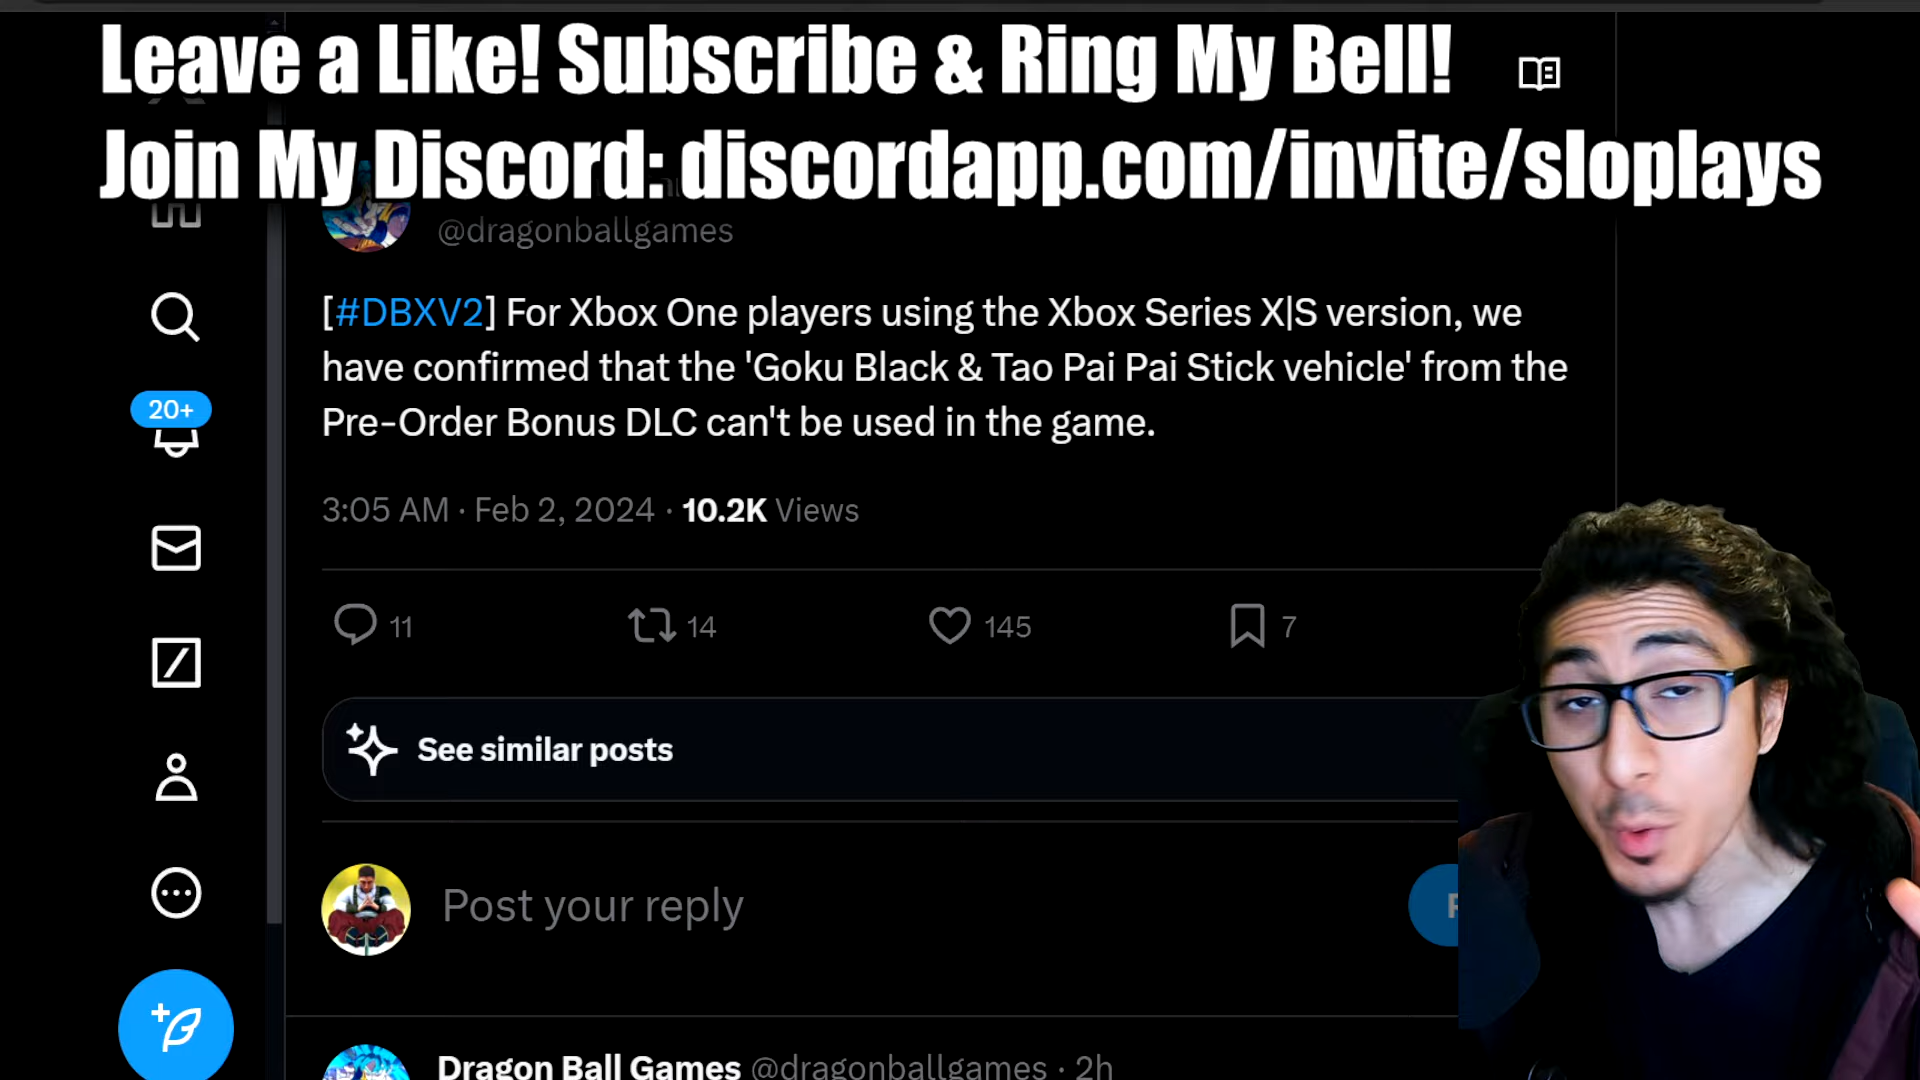 Leave a Like! Subscribe & Ring My Bell!
Join My Discord: discordapp.com/invite/sloplays
@dragonballgames
[#DBXV2] For Xbox One players using the Xbox Series X|S version, we
have confirmed that the 'Goku Black & Tao Pai Pai Stick vehicle' from the
Pre-Order Bonus DLC can't be used in the game.
20+
3:05 AM · Feb 2, 2024 · 10.2K Views
11 14 145 7
See similar posts
Post your reply
Dragon Ball Games @dragonballgames · 2h